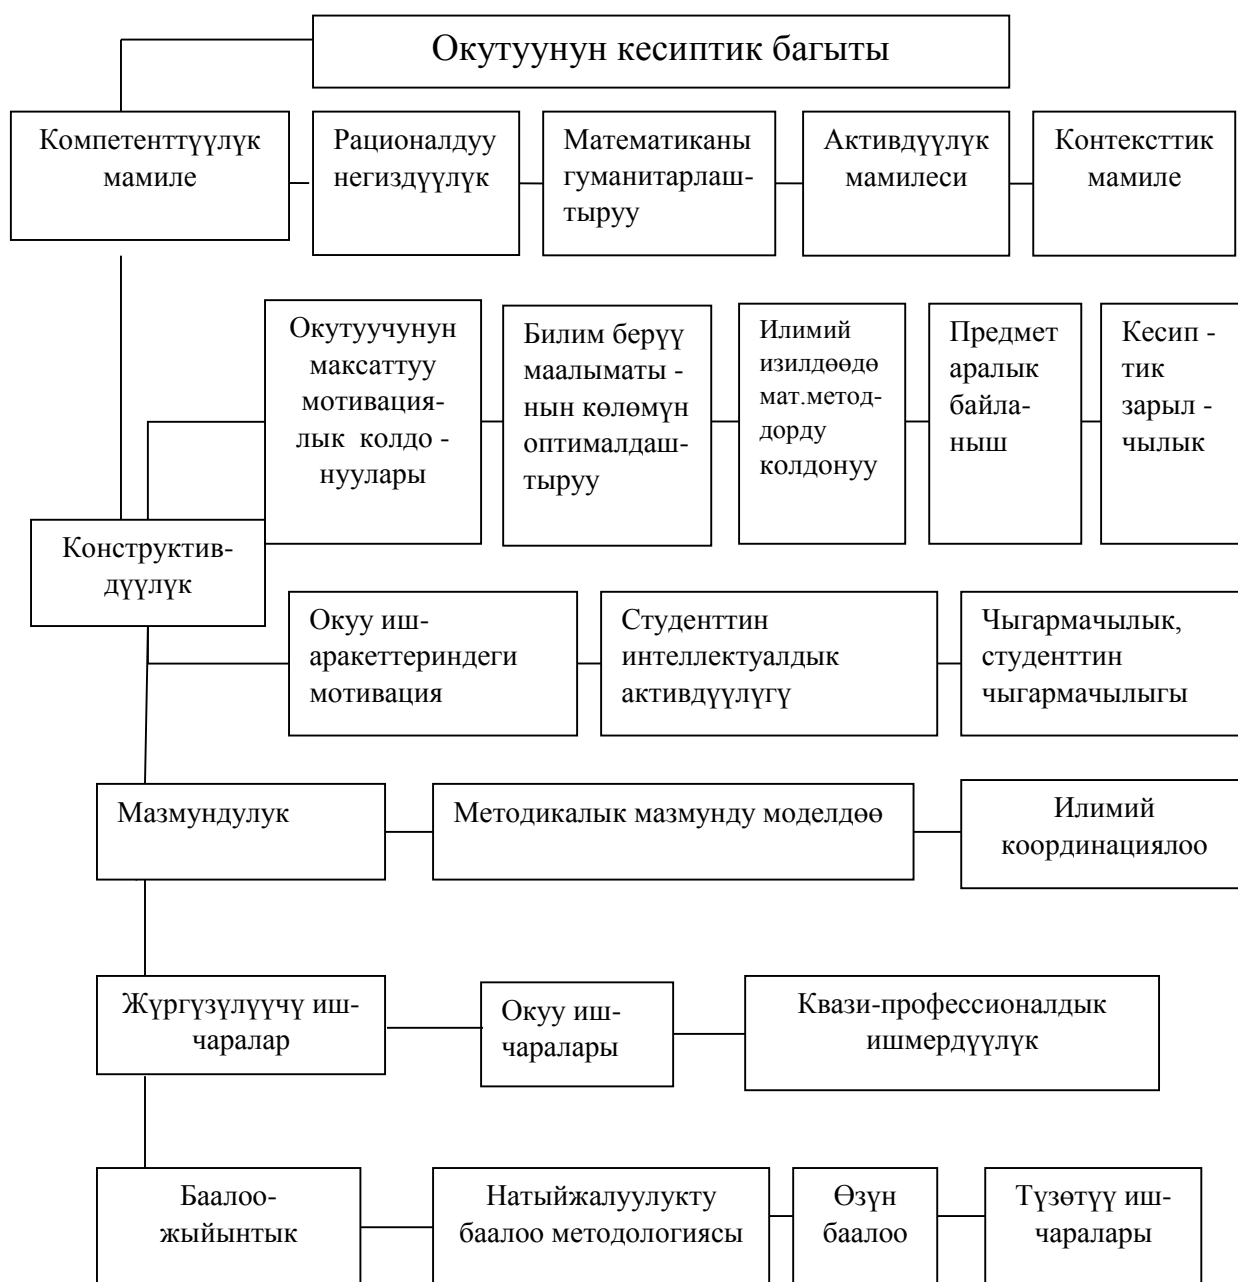 Окутуунун кесиптик багыты
Компетенттүүлүк
мамиле
Рационалдуу
негиздүүлүк
Математиканы
гуманитарлаш-
тыруу
Активдүүлүк
мамилеси
Контексттик
мамиле
Окутуучунун
максаттуу
мотивация-
лык колдо -
нуулары
Билим берүү
маалыматы -
нын көлөмүн
оптималдаш-
тыруу
Илимий
изилдөөдө
мат.метод-
дорду
колдонуу
Предмет
аралык
байла-
ныш
Кесип -
тик
зарыл -
чылык
Конструктив-
дүүлүк
Окуу иш-
аракеттериндеги
мотивация
Студенттин
интеллектуалдык
активдүүлүгү
Чыгармачылык,
студенттин
чыгармачылыгы
Мазмундулук
Методикалык мазмунду моделдөө
Илимий
координациялоо
Жүргүзүлүүчү иш-
чаралар
Окуу иш-
чаралары
Квази-профессионалдык
ишмердүүлүк
Баалоо-
жыйынтык
Натыйжалуулукту
баалоо методологиясы
Өзүн
баалоо
Түзөтүү иш-
чаралары